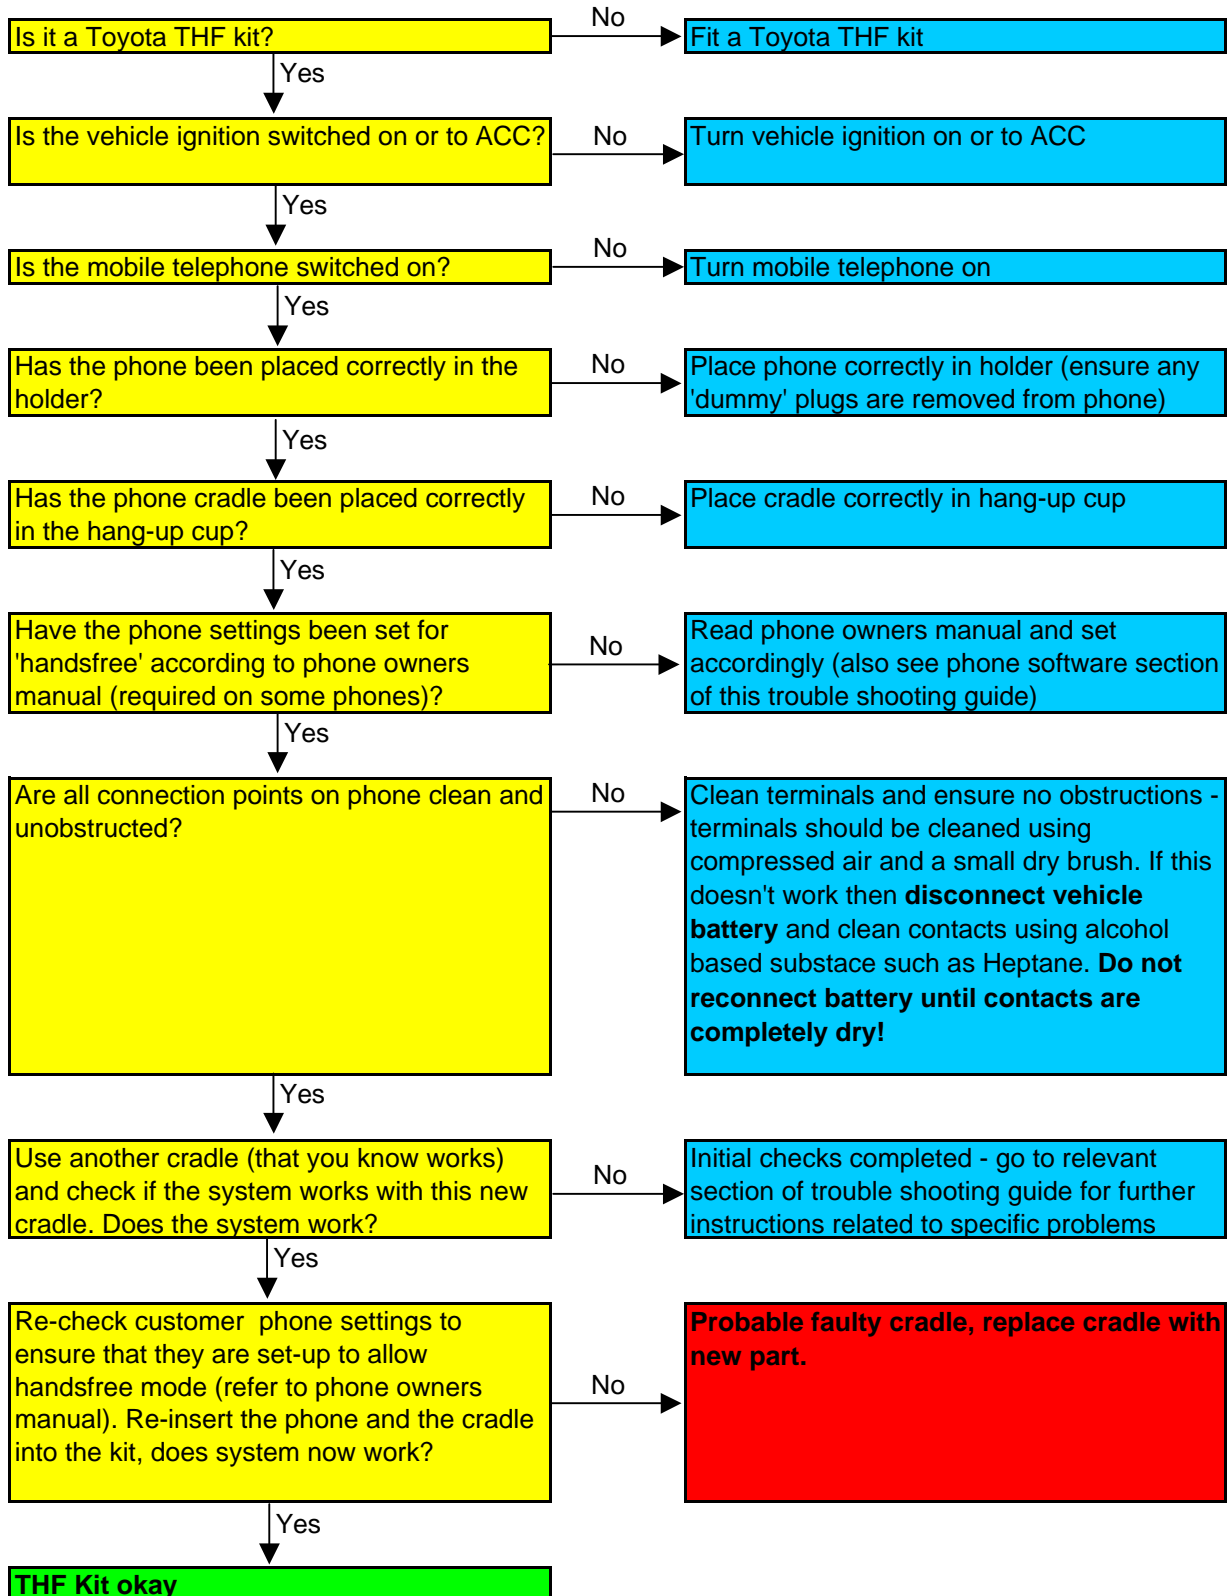 Is it a Toyota THF kit?
No
Fit a Toyota THF kit
Yes
Is the vehicle ignition switched on or to ACC?
No
Turn vehicle ignition on or to ACC
Yes
Is the mobile telephone switched on?
No
Turn mobile telephone on
Yes
Has the phone been placed correctly in the
holder?
No
Place phone correctly in holder (ensure any
'dummy' plugs are removed from phone)
Yes
Has the phone cradle been placed correctly
in the hang-up cup?
No
Place cradle correctly in hang-up cup
Yes
Have the phone settings been set for
'handsfree' according to phone owners
manual (required on some phones)?
No
Read phone owners manual and set
accordingly (also see phone software section
of this trouble shooting guide)
Yes
Are all connection points on phone clean and
unobstructed?
No
Clean terminals and ensure no obstructions -
terminals should be cleaned using
compressed air and a small dry brush. If this
doesn't work then disconnect vehicle
battery and clean contacts using alcohol
based substace such as Heptane. Do not
reconnect battery until contacts are
completely dry!
Yes
Use another cradle (that you know works)
and check if the system works with this new
cradle. Does the system work?
No
Initial checks completed - go to relevant
section of trouble shooting guide for further
instructions related to specific problems
Yes
Re-check customer  phone settings to
ensure that they are set-up to allow
handsfree mode (refer to phone owners
manual). Re-insert the phone and the cradle
into the kit, does system now work?
No
Probable faulty cradle, replace cradle with
new part.
Yes
THF Kit okay